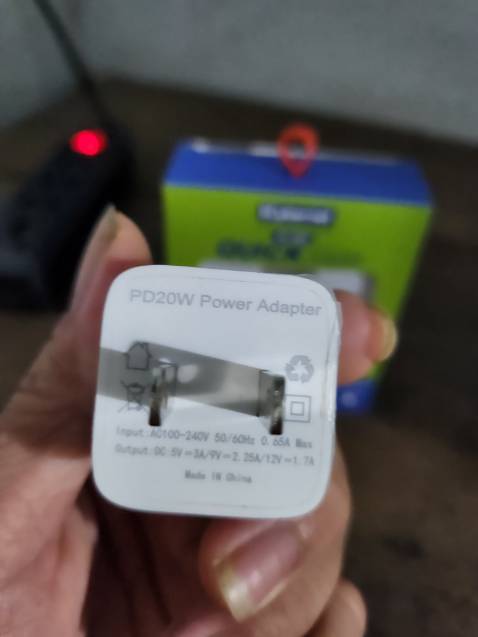 PD20W Power Adapter
Input:AC100-240V 50/60Hz 0.65A Max
Output:DC:5V=3A/9V=2.25A/12V=1.7A
Made IN China
QUICK